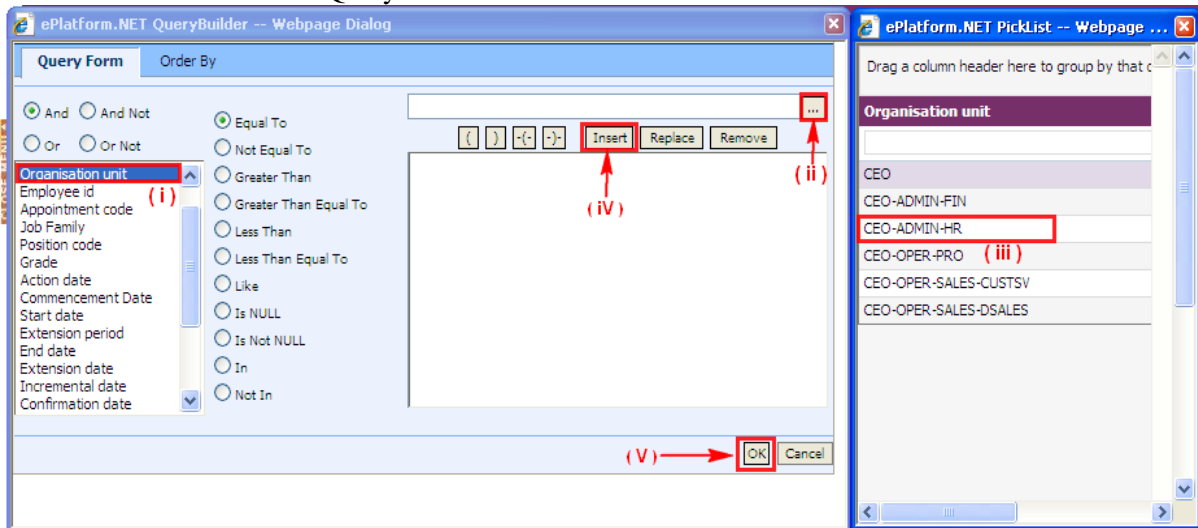 Query
ePlatform.NET QueryBuilder -- Webpage Dialog
Query Form Order By
And And Not
Or Or Not
Organisation unit
Employee id
Appointment code
Job Family
Position code
Grade
Action date
Commencement Date
Start date
Extension period
End date
Extension date
Incremental date
Confirmation date
(i)
Equal To
Not Equal To
Greater Than
Greater Than Equal To
Less Than
Less Than Equal To
Like
Is NULL
Is Not NULL
In
Not In
...
( ) -(- -)- Insert Replace Remove
(ii)
(iV)
(V) OK Cancel
ePlatform.NET PickList -- Webpage ...
Drag a column header here to group by that c
Organisation unit
CEO
CEO-ADMIN-FIN
CEO-ADMIN-HR
CEO-OPER-PRO (iii)
CEO-OPER-SALES-CUSTSV
CEO-OPER-SALES-DSALES